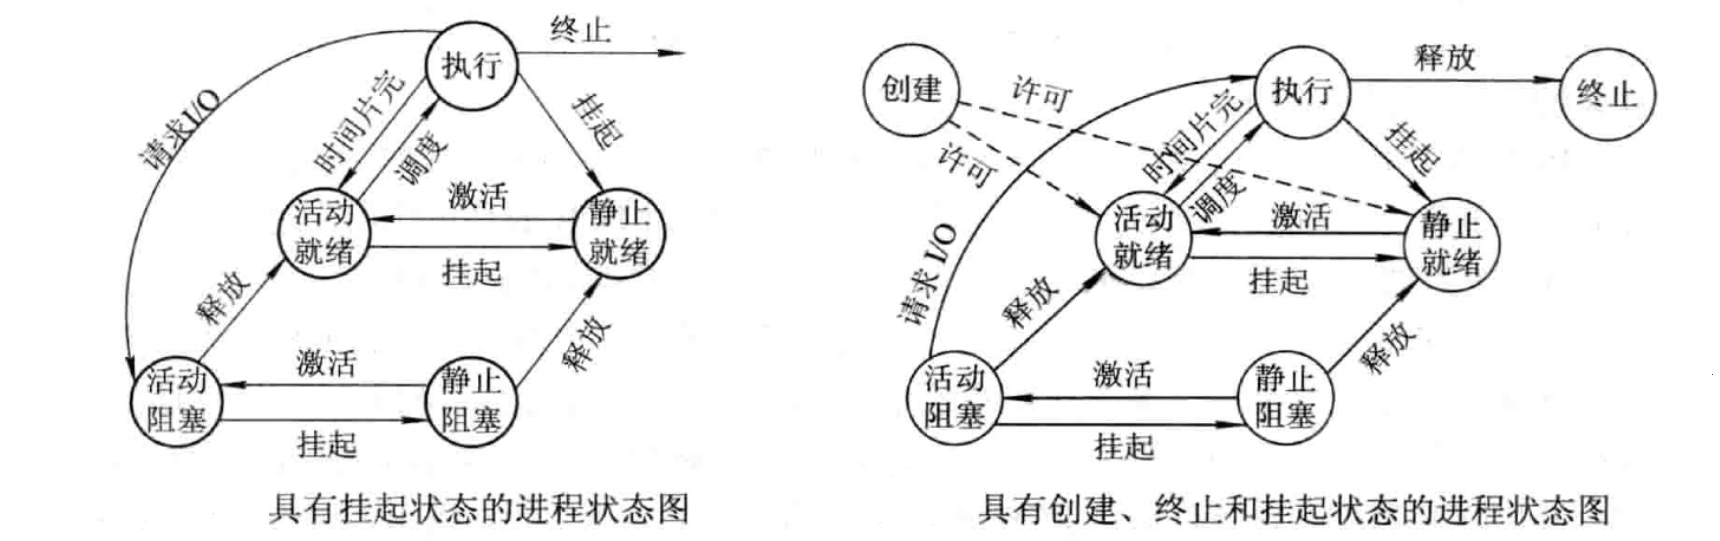 执行
终止
请求I/O
时间片完
调度
挂起
活动
就绪
激活
挂起
静止
就绪
释放
释放
活动
阻塞
激活
挂起
静止
阻塞
具有挂起状态的进程状态图
创建
许可
许可
执行
释放
终止
请求I/O
时间片完
调度
挂起
活动
就绪
激活
挂起
静止
就绪
释放
释放
活动
阻塞
激活
挂起
静止
阻塞
具有创建、终止和挂起状态的进程状态图